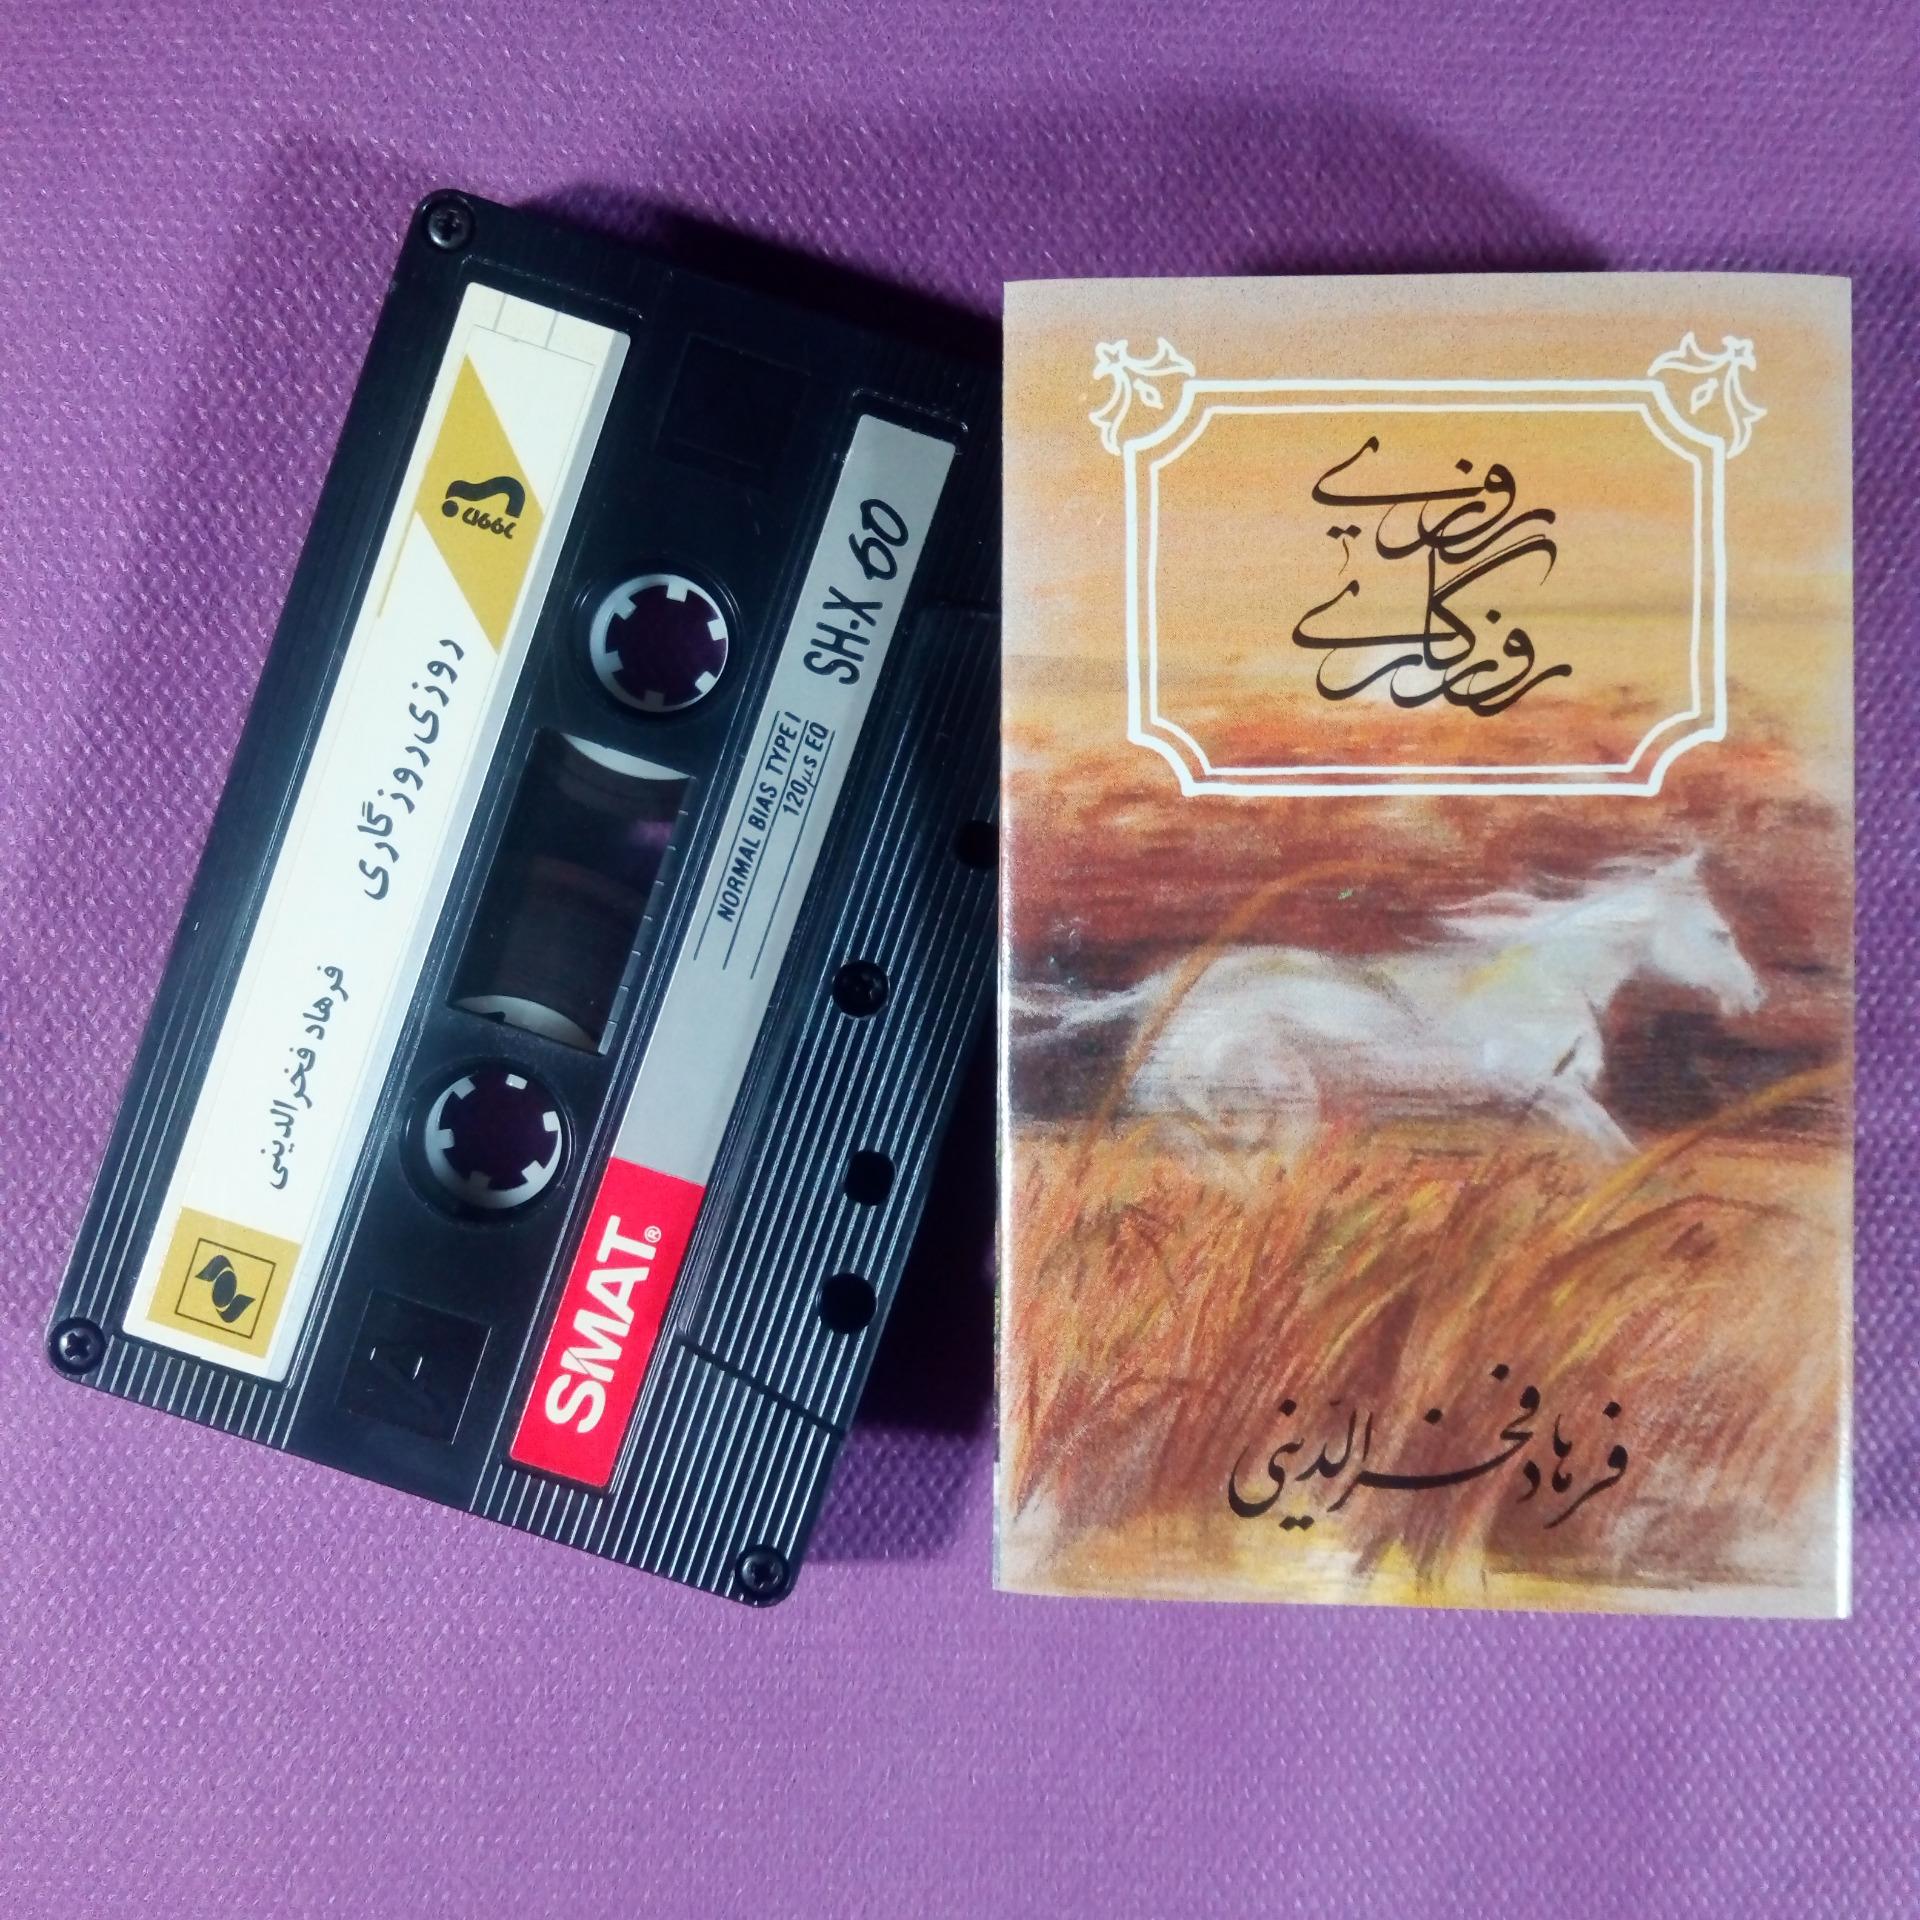 روزی روزگاری
فرهاد فخرالدینی
SH-X 60
NORMAL BIAS TYPE I
120μs EQ
SMAT®
A
روزی
روزگاری
فرهاد فخرالدینی